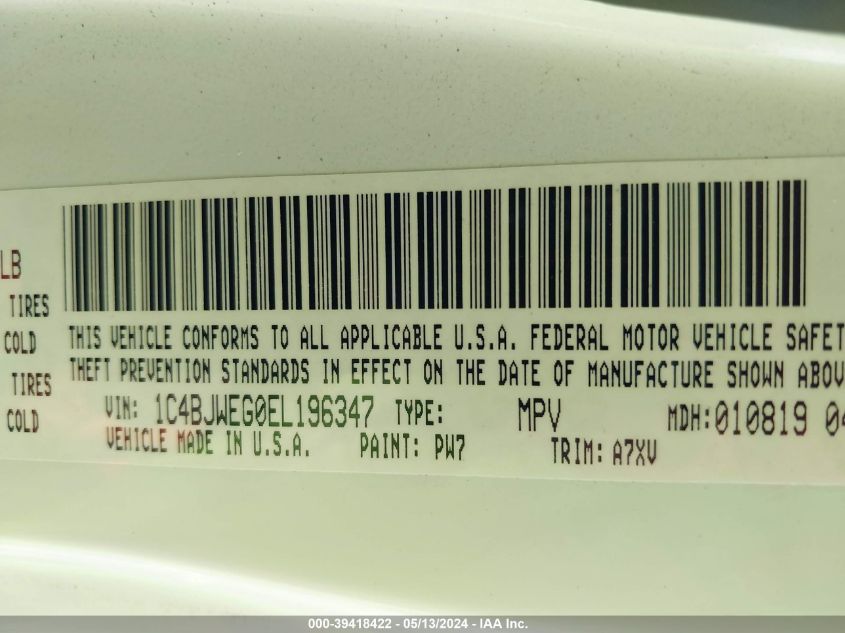 LB
TIRES
COLD
TIRES
COLD
THIS VEHICLE CONFORMS TO ALL APPLICABLE U.S.A. FEDERAL MOTOR VEHICLE SAFET
THEFT PREVENTION STANDARDS IN EFFECT ON THE DATE OF MANUFACTURE SHOWN ABOV
VIN: 1C4BJWEG0EL196347 TYPE: MPV MDH:010819 04
VEHICLE MADE IN U.S.A. PAINT: PW7 TRIM: A7XV
000-39418422 - 05/13/2024 - IAA Inc.